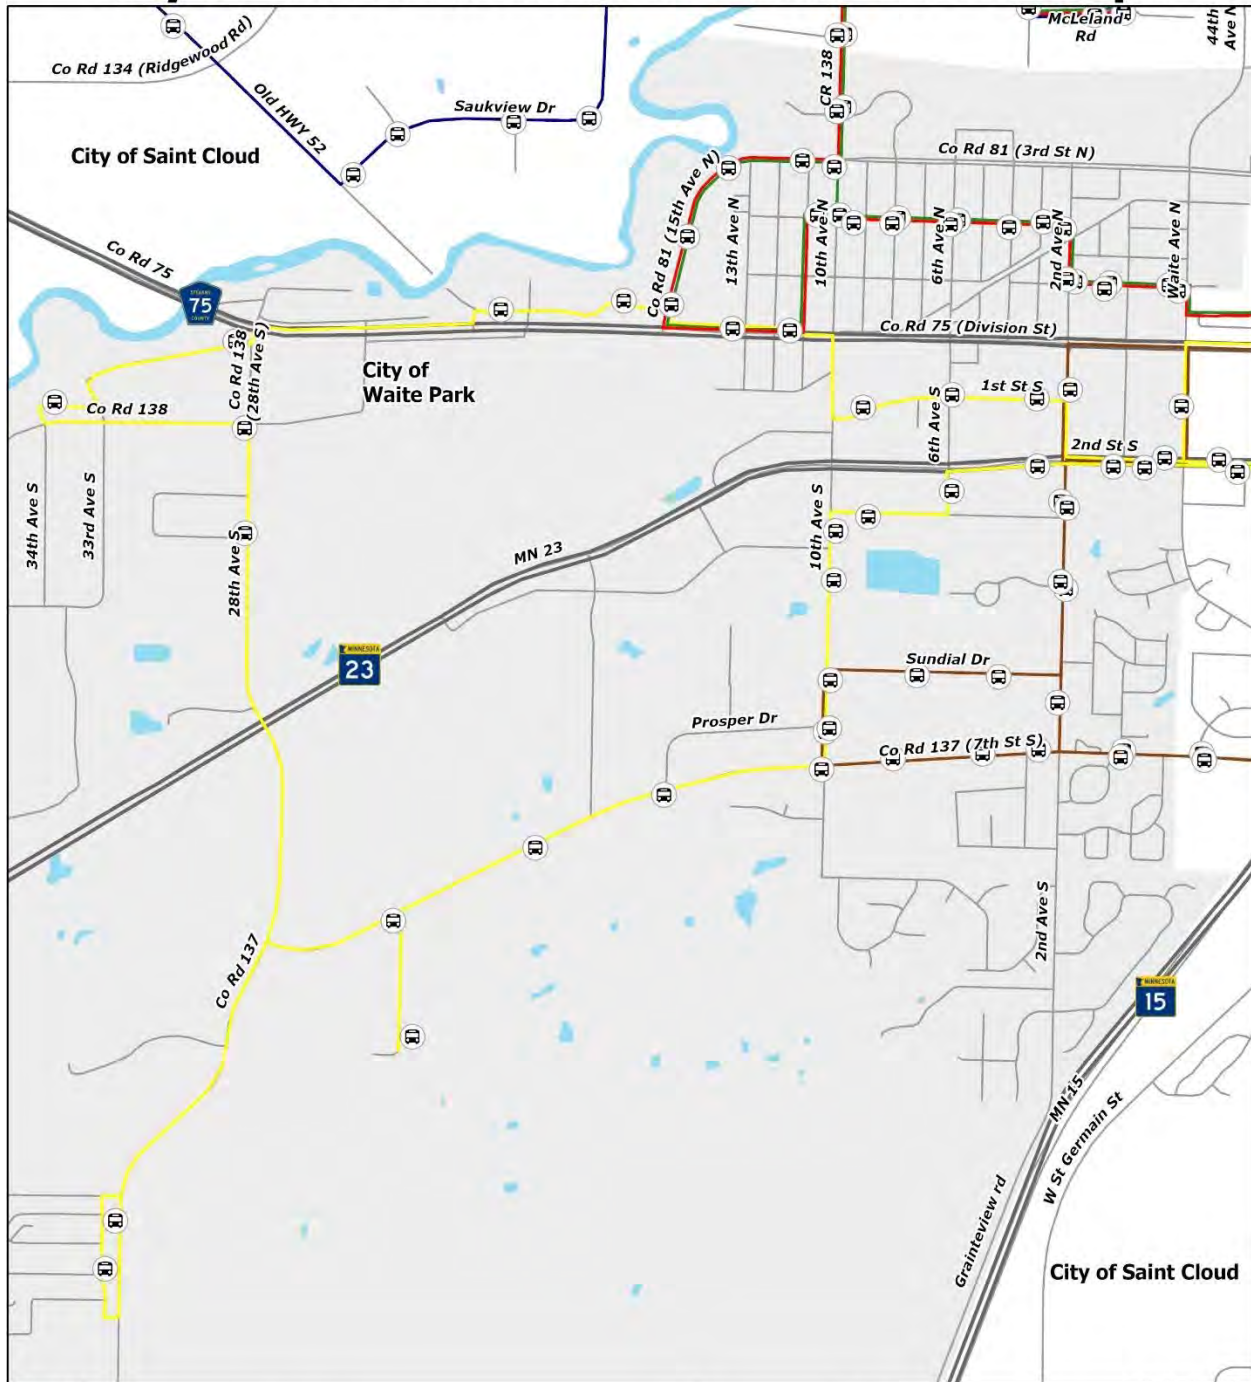 McLeland
Rd
44th
Ave N
Co Rd 134 (Ridgewood Rd)
CR 138
Old HWY 52
Saukview Dr
City of Saint Cloud
Co Rd 81 (3rd St N)
Co Rd 81 (15th Ave N)
13th Ave N
10th Ave N
6th Ave N
2nd Ave N
Waite Ave N
Co Rd 75
STEARNS
75
COUNTY
Co Rd 75 (Division St)
Co Rd 138
(28th Ave S)
City of
Waite Park
1st St S
Co Rd 138
6th Ave S
2nd St S
34th Ave S
33rd Ave S
28th Ave S
MN 23
10th Ave S
MINNESOTA
23
Sundial Dr
Prosper Dr
Co Rd 137 (7th St S)
2nd Ave S
Co Rd 137
MINNESOTA
15
MN 15
W St Germain St
Grainteview rd
City of Saint Cloud